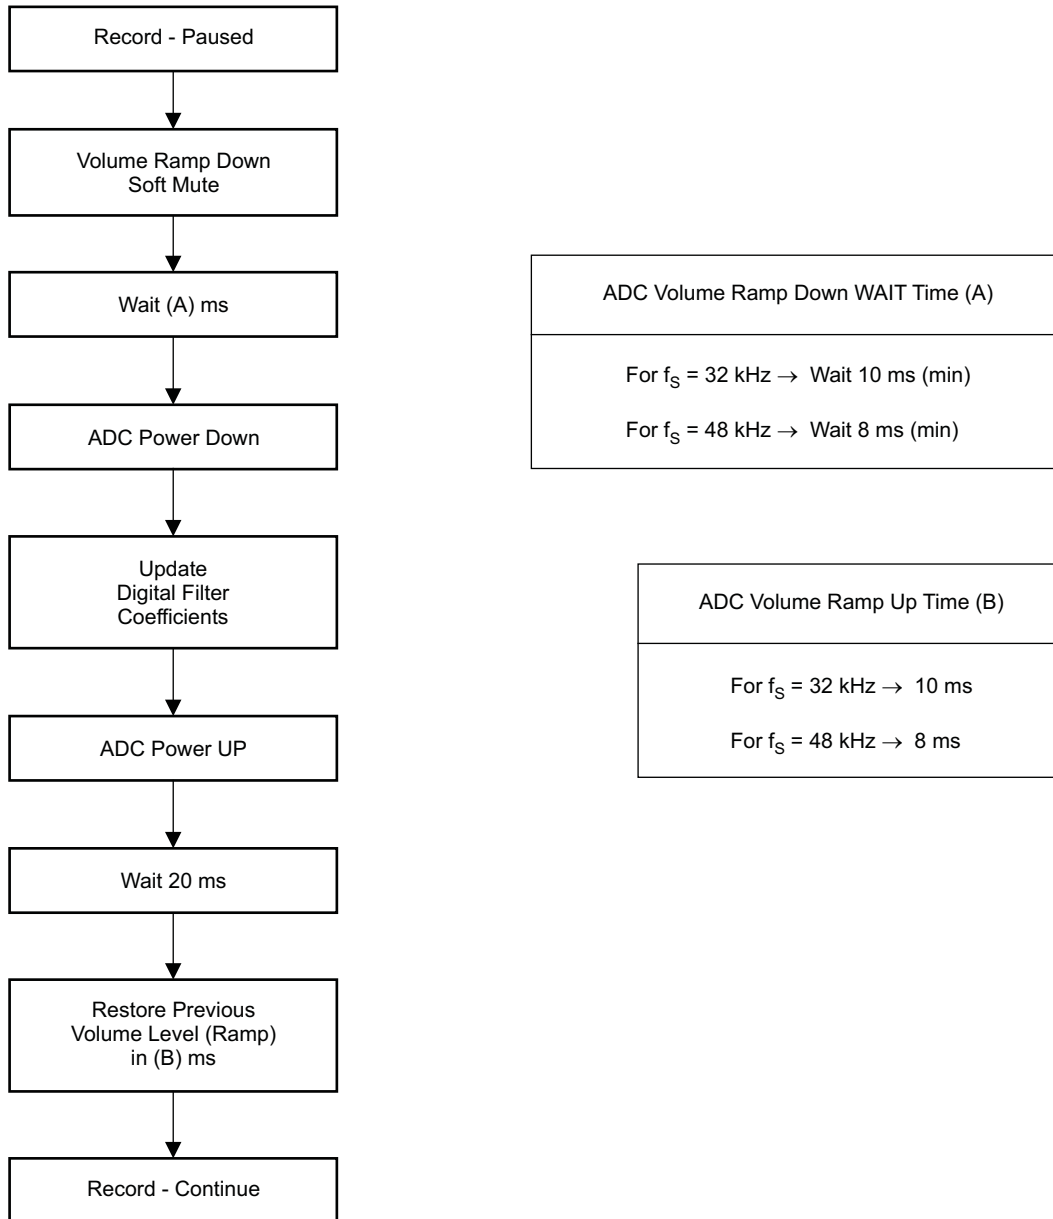 Record - Paused
Volume Ramp Down
Soft Mute
Wait (A) ms
ADC Power Down
Update
Digital Filter
Coefficients
ADC Power UP
Wait 20 ms
Restore Previous
Volume Level (Ramp)
in (B) ms
Record - Continue
ADC Volume Ramp Down WAIT Time (A)
For fS = 32 kHz → Wait 10 ms (min)
For fS = 48 kHz → Wait 8 ms (min)
ADC Volume Ramp Up Time (B)
For fS = 32 kHz → 10 ms
For fS = 48 kHz → 8 ms